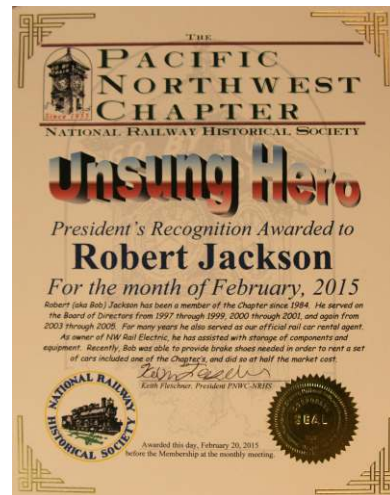 THE
PACIFIC
NORTHWEST
CHAPTER
Since 1955
NATIONAL RAILWAY HISTORICAL SOCIETY
Unsung Hero
President's Recognition Awarded to
Robert Jackson
For the month of February, 2015
Robert (aka Bob) Jackson has been a member of the Chapter since 1984. He served on
the Board of Directors from 1997 through 1999, 2000 through 2001, and again from
2003 through 2005. For many years he also served as our official rail car rental agent.
As owner of NW Rail Electric, he has assisted with storage of components and
equipment. Recently, Bob was able to provide brake shoes needed in order to rent a set
of cars included one of the Chapter's, and did so at half the market cost.
Keith Fleschner, President PNWC-NRHS
NATIONAL RAILWAY
HISTORICAL SOCIETY
SEAL
Awarded this day, February 20, 2015
before the Membership at the monthly meeting.